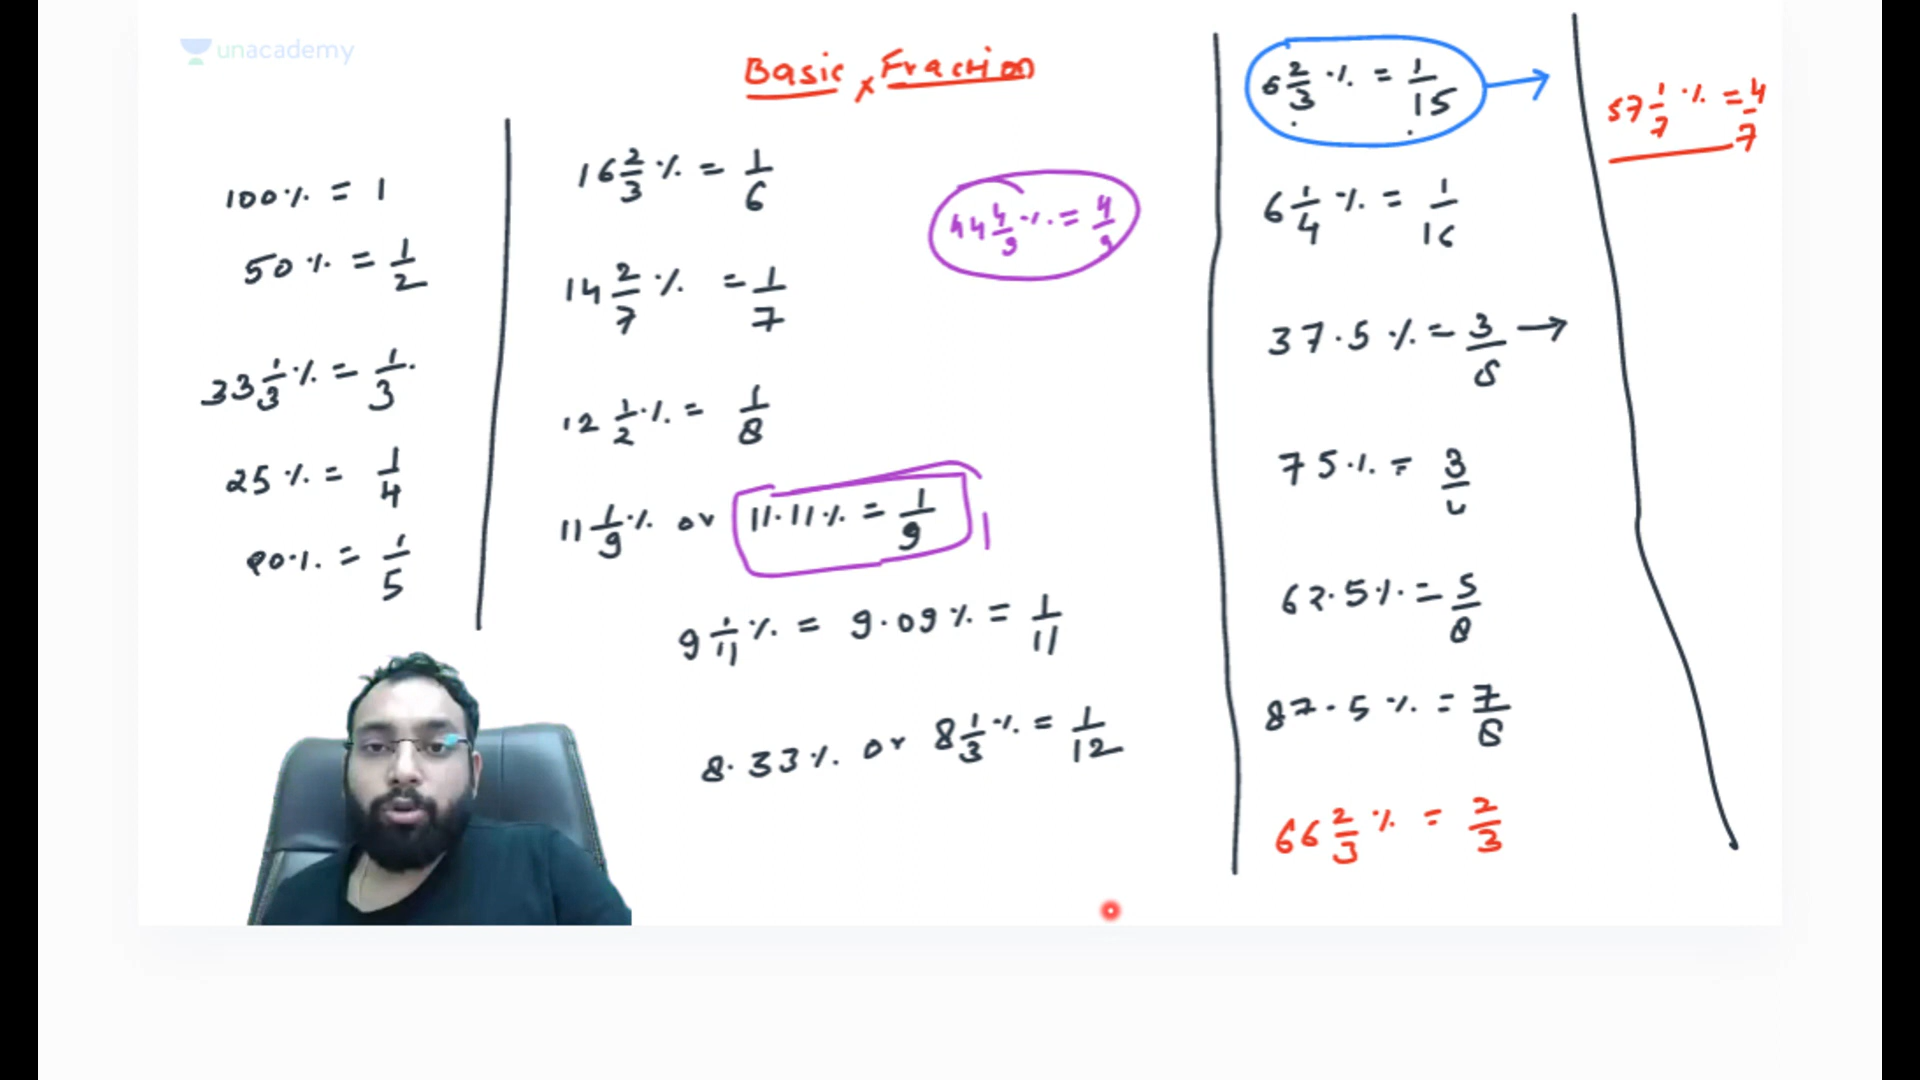 unacademy
Basic Fraction
100% = 1
50% = 1/2
33 1/3% = 1/3
25% = 1/4
20% = 1/5
16 2/3% = 1/6
14 2/7% = 1/7
12 1/2% = 1/8
11 1/9% or 11.11% = 1/9
9 1/11% = 9.09% = 1/11
8.33% or 8 1/3% = 1/12
44 4/9% = 4/9
6 2/3% = 1/15
6 1/4% = 1/16
37.5% = 3/8
75% = 3/4
62.5% = 5/8
87.5% = 7/8
66 2/3% = 2/3
57 1/7% = 4/7